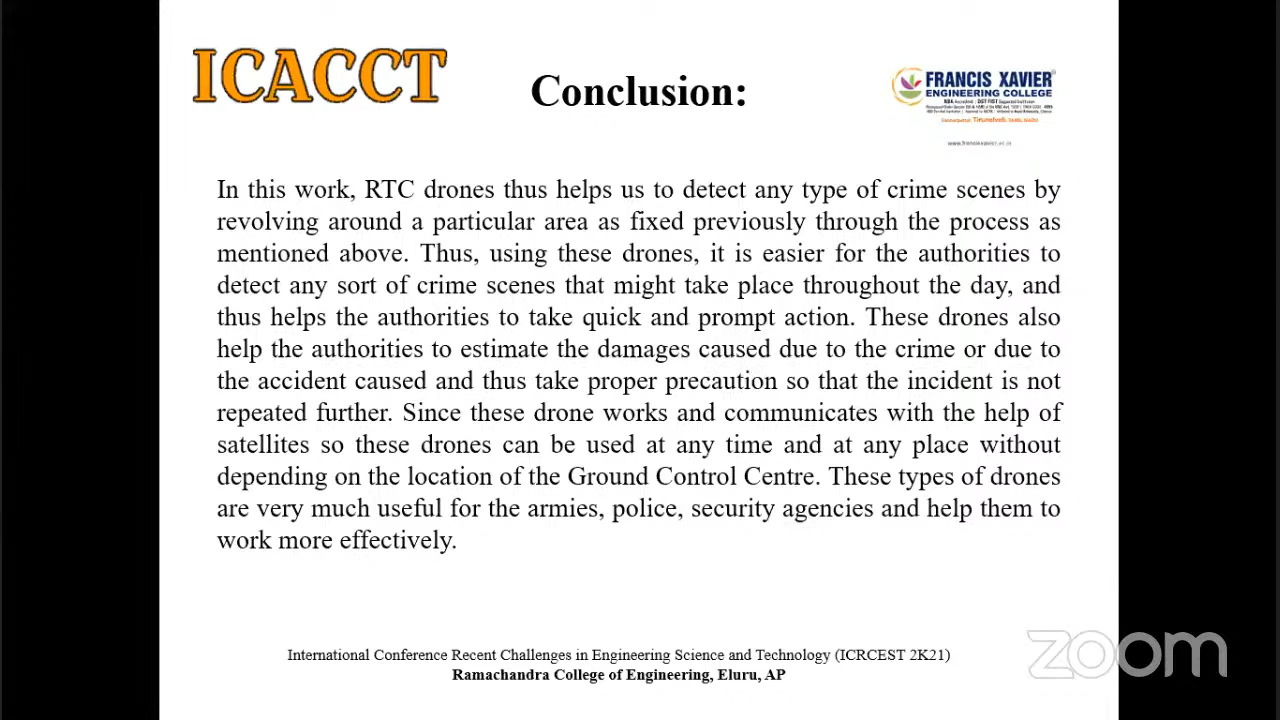 ICACCT
Conclusion:
FRANCIS XAVIER
ENGINEERING COLLEGE
In this work, RTC drones thus helps us to detect any type of crime scenes by
revolving around a particular area as fixed previously through the process as
mentioned above. Thus, using these drones, it is easier for the authorities to
detect any sort of crime scenes that might take place throughout the day, and
thus helps the authorities to take quick and prompt action. These drones also
help the authorities to estimate the damages caused due to the crime or due to
the accident caused and thus take proper precaution so that the incident is not
repeated further. Since these drone works and communicates with the help of
satellites so these drones can be used at any time and at any place without
depending on the location of the Ground Control Centre. These types of drones
are very much useful for the armies, police, security agencies and help them to
work more effectively.
International Conference Recent Challenges in Engineering Science and Technology (ICRCEST 2K21)
Ramachandra College of Engineering, Eluru, AP
zoom